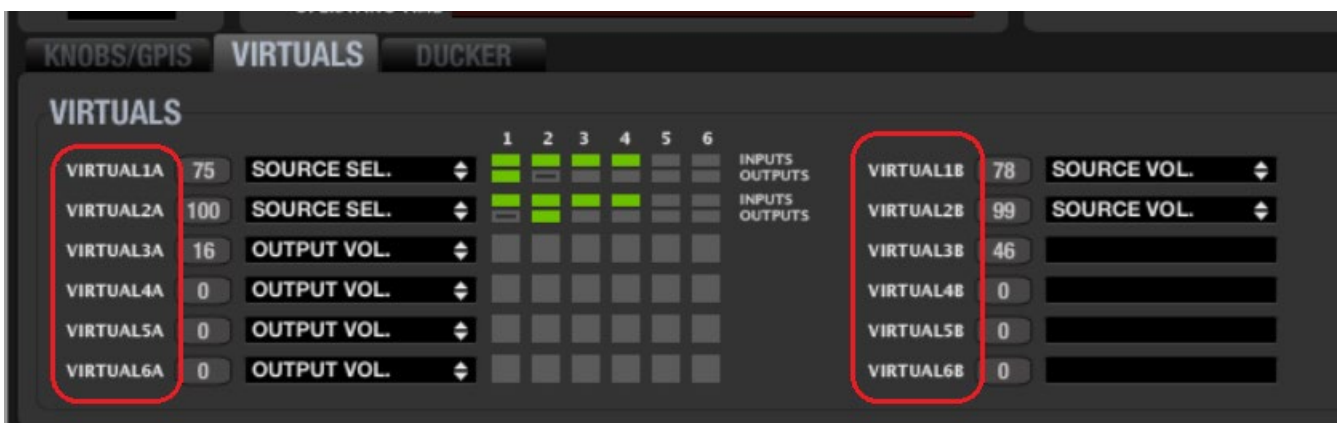 KNOBS/GPIS VIRTUALS DUCKER
VIRTUALS
1 2 3 4 5 6
VIRTUAL1A 75 SOURCE SEL. INPUTS OUTPUTS VIRTUAL1B 78 SOURCE VOL.
VIRTUAL2A 100 SOURCE SEL. INPUTS OUTPUTS VIRTUAL2B 99 SOURCE VOL.
VIRTUAL3A 16 OUTPUT VOL. VIRTUAL3B 46
VIRTUAL4A 0 OUTPUT VOL. VIRTUAL4B 0
VIRTUAL5A 0 OUTPUT VOL. VIRTUAL5B 0
VIRTUAL6A 0 OUTPUT VOL. VIRTUAL6B 0